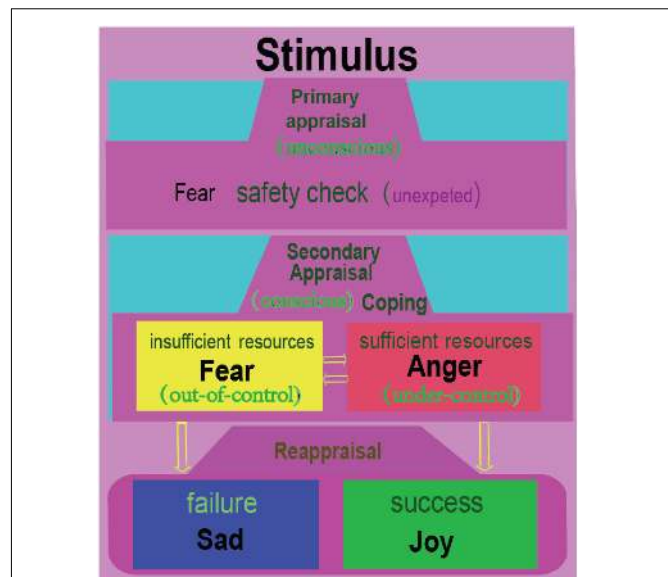 Stimulus
Primary
appraisal
(unconscious)
Fear safety check (unexpeted)
Secondary
Appraisal
(conscious) Coping
insufficient resources
Fear
(out-of-control)
sufficient resources
Anger
(under-control)
Reappraisal
failure
Sad
success
Joy